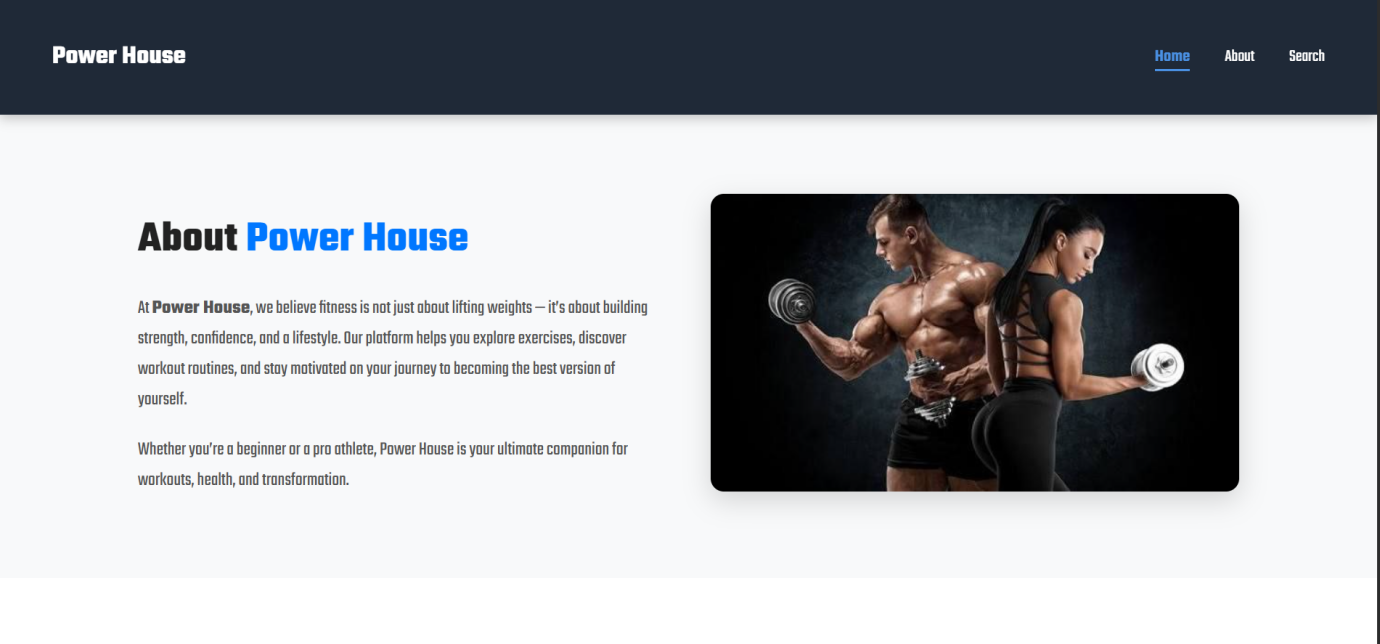 Power House
Home
About
Search
About Power House
At Power House, we believe fitness is not just about lifting weights — it’s about building
strength, confidence, and a lifestyle. Our platform helps you explore exercises, discover
workout routines, and stay motivated on your journey to becoming the best version of
yourself.
Whether you’re a beginner or a pro athlete, Power House is your ultimate companion for
workouts, health, and transformation.